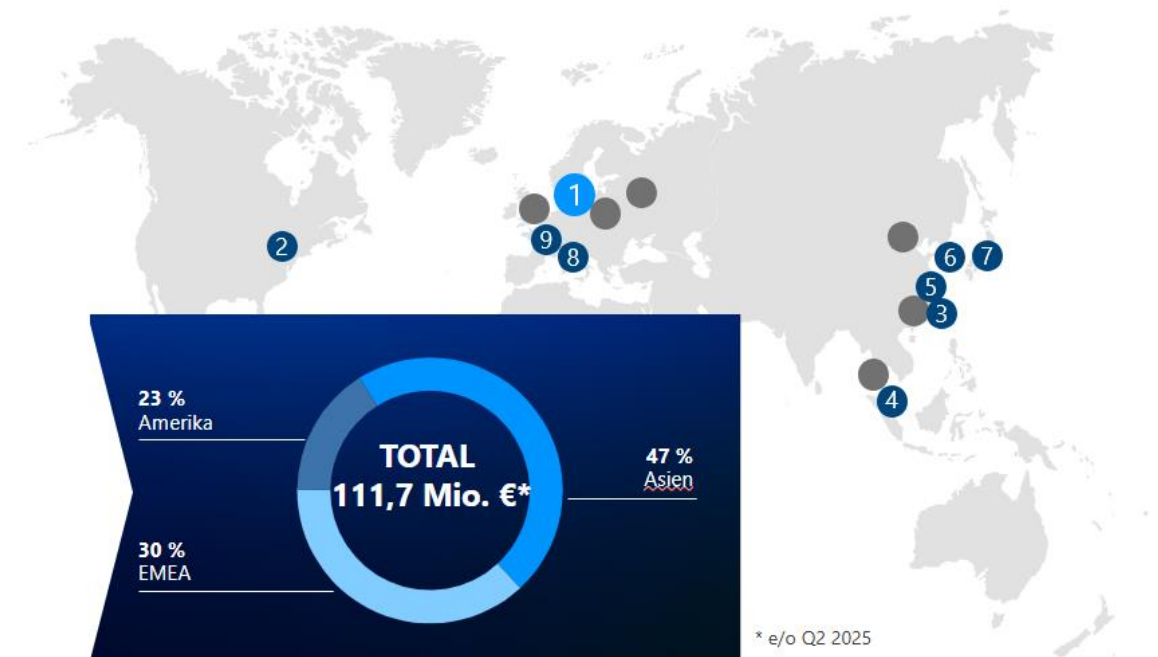 1
2
9
8
6
7
5
3
4
23 %
Amerika
TOTAL
111,7 Mio. €*
47 %
Asien
30 %
EMEA
* e/o Q2 2025